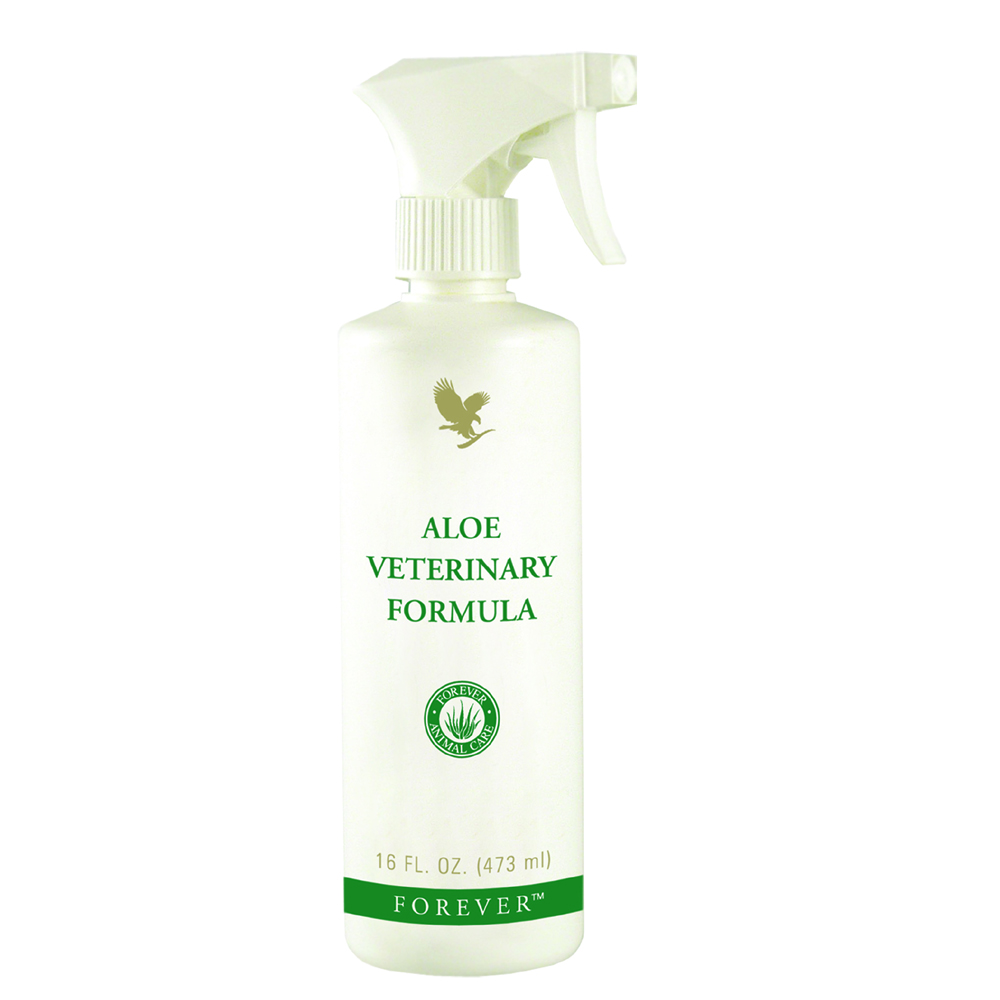 ALOE
VETERINARY
FORMULA
FOREVER
ANIMAL CARE
16 FL. OZ. (473 ml)
FOREVER™